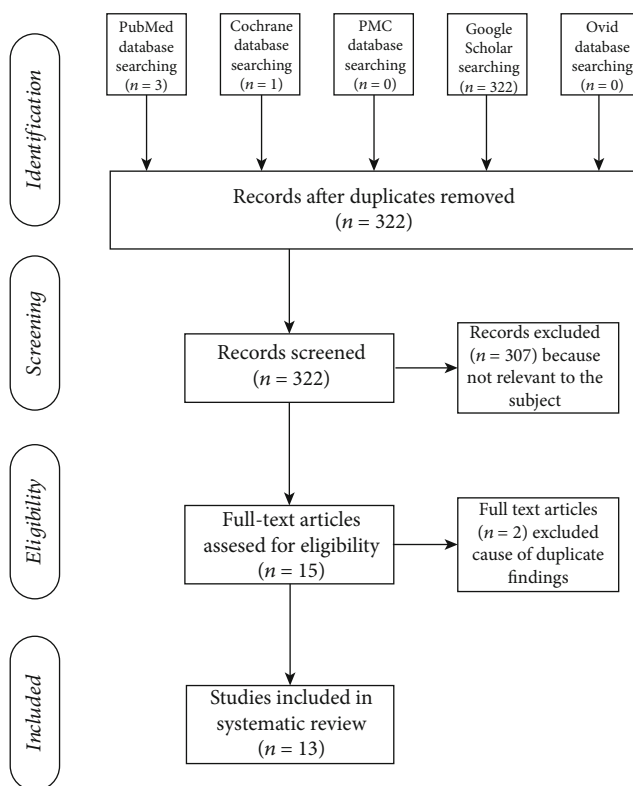 Identification
PubMed
database
searching
(n = 3)
Cochrane
database
searching
(n = 1)
PMC
database
searching
(n = 0)
Google
Scholar
searching
(n = 322)
Ovid
database
searching
(n = 0)
Records after duplicates removed
(n = 322)
Screening
Records screened
(n = 322)
Records excluded
(n = 307) because
not relevant to the
subject
Eligibility
Full-text articles
assesed for eligibility
(n = 15)
Full text articles
(n = 2) excluded
cause of duplicate
findings
Included
Studies included in
systematic review
(n = 13)